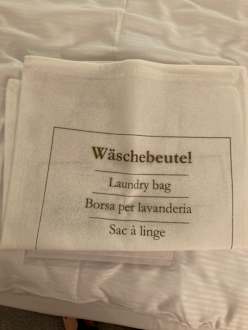 Wäschebeutel
Laundry bag
Borsa per lavanderia
Sac à linge